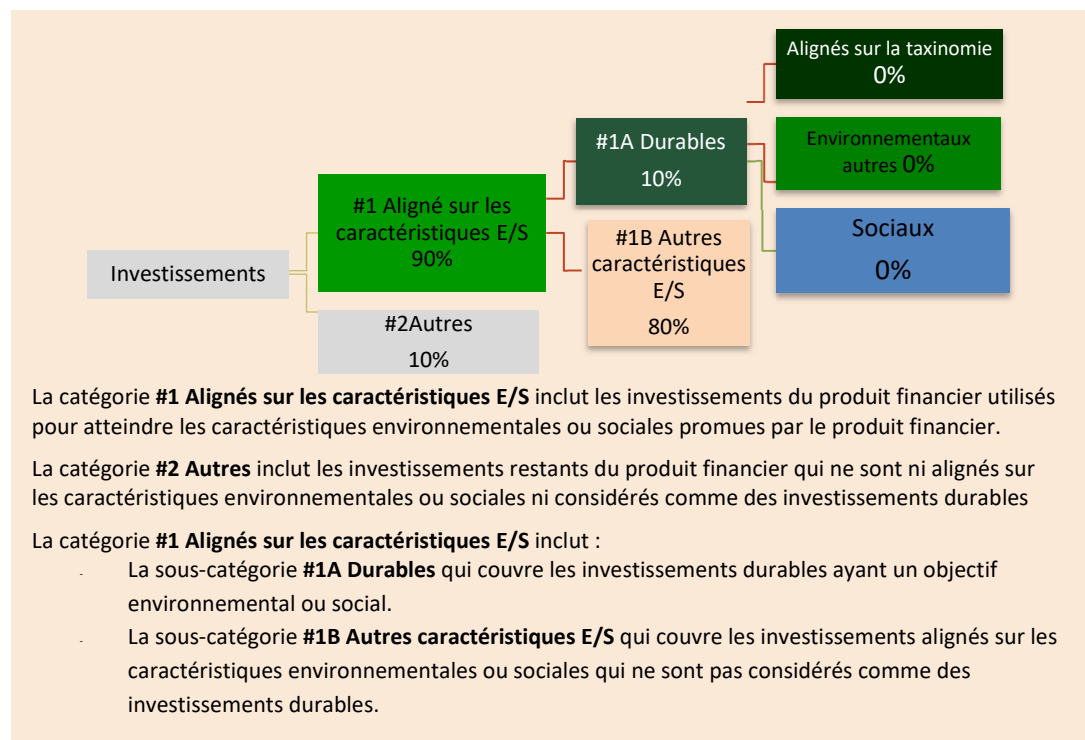 Alignés sur la taxinomie
0%
#1A Durables
10%
Environnementaux
autres 0%
#1 Aligné sur les
caractéristiques E/S
90%
Sociaux
0%
#1B Autres
caractéristiques
E/S
80%
Investissements
#2Autres
10%
La catégorie #1 Alignés sur les caractéristiques E/S inclut les investissements du produit financier utilisés
pour atteindre les caractéristiques environnementales ou sociales promues par le produit financier.
La catégorie #2 Autres inclut les investissements restants du produit financier qui ne sont ni alignés sur
les caractéristiques environnementales ou sociales ni considérés comme des investissements durables
La catégorie #1 Alignés sur les caractéristiques E/S inclut :
- La sous-catégorie #1A Durables qui couvre les investissements durables ayant un objectif
environnemental ou social.
- La sous-catégorie #1B Autres caractéristiques E/S qui couvre les investissements alignés sur les
caractéristiques environnementales ou sociales qui ne sont pas considérés comme des
investissements durables.